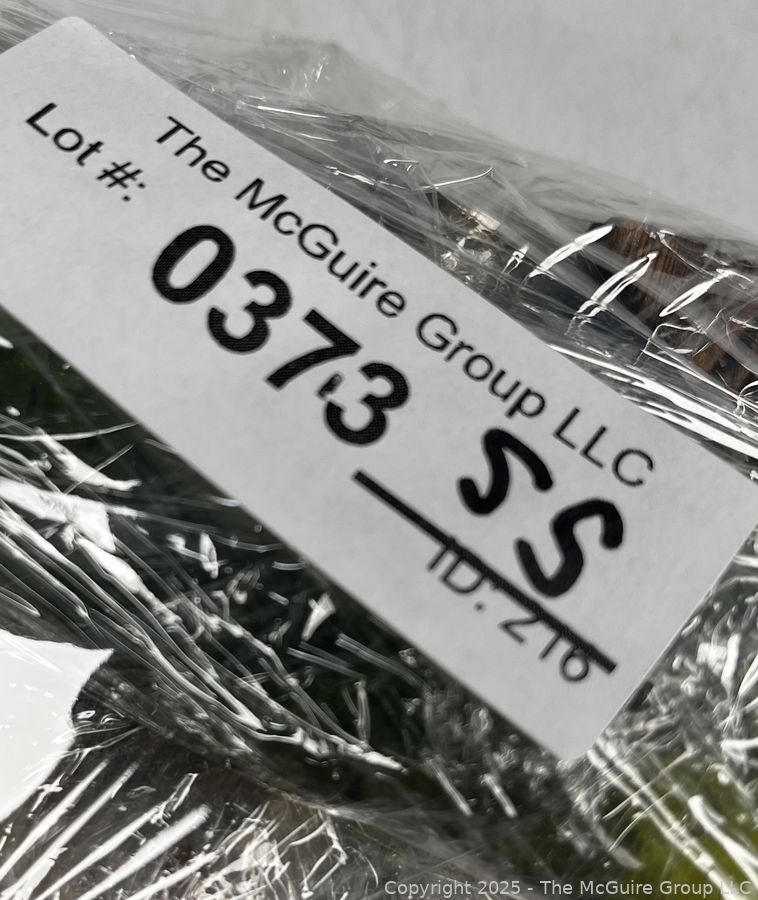 The McGuire Group LLC
Lot #:
0373
SS
ID: 216
Copyright 2025 - The McGuire Group LLC